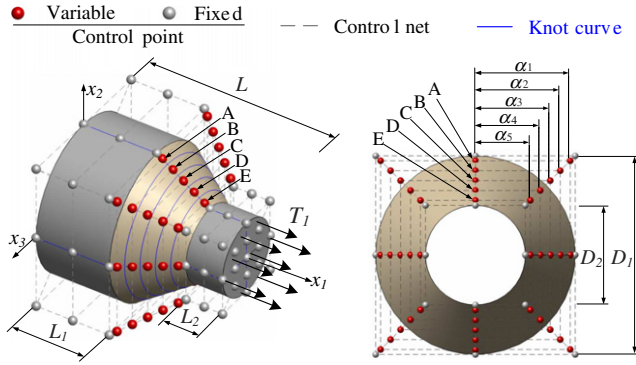 Variable Fixed
Control point
Control net
Knot curve
L
x2
A
B
C
D
E
T1
x3
x1
L1
L2
α1
α2
α3
α4
α5
A
B
C
D
E
D2 D1